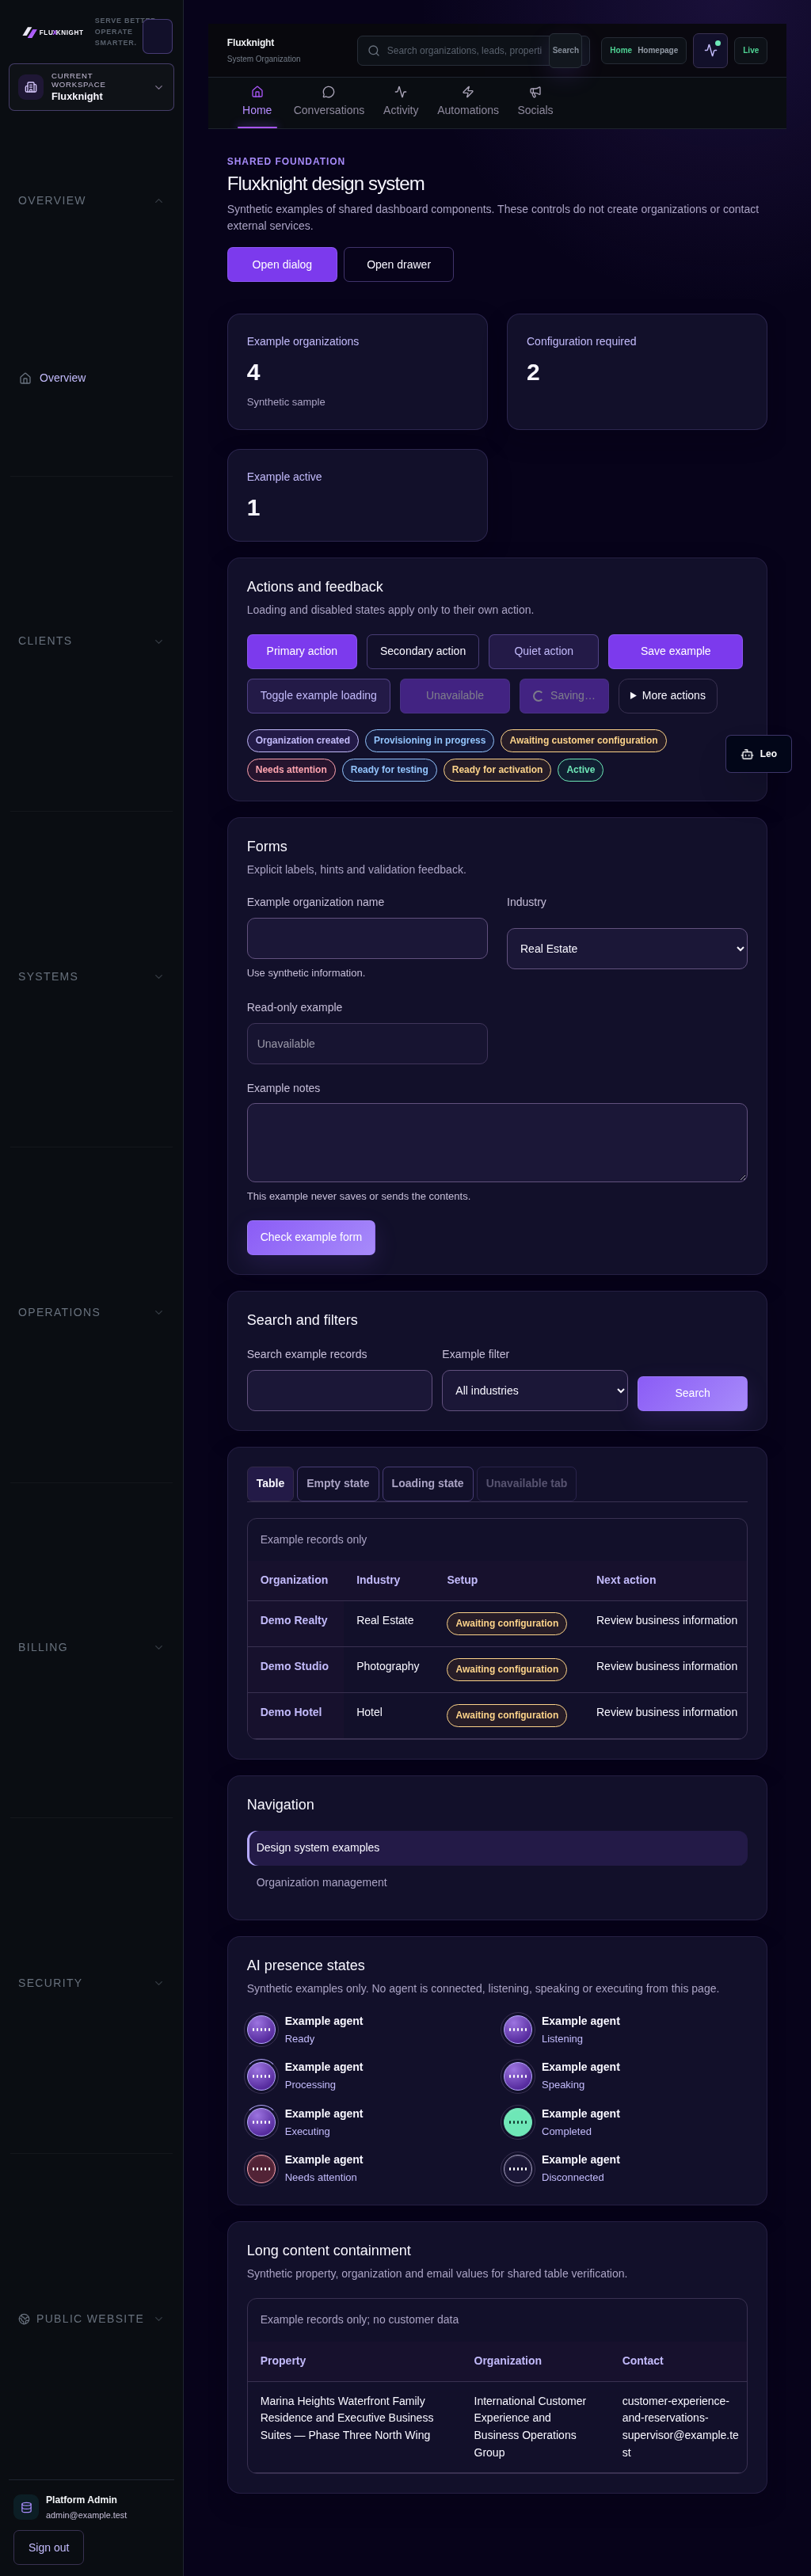 FLUXKNIGHT
SERVE BETTER.
OPERATE
SMARTER.
CURRENT
WORKSPACE
Fluxknight
OVERVIEW
Overview
CLIENTS
SYSTEMS
OPERATIONS
BILLING
SECURITY
PUBLIC WEBSITE
Platform Admin
admin@example.test
Sign out
Fluxknight
System Organization
Search organizations, leads, properti
Search
Home Homepage
Live
Home
Conversations
Activity
Automations
Socials
SHARED FOUNDATION
Fluxknight design system
Synthetic examples of shared dashboard components. These controls do not create organizations or contact
external services.
Open dialog
Open drawer
Example organizations
4
Synthetic sample
Configuration required
2
Example active
1
Actions and feedback
Loading and disabled states apply only to their own action.
Primary action
Secondary action
Quiet action
Save example
Toggle example loading
Unavailable
Saving…
More actions
Organization created
Provisioning in progress
Awaiting customer configuration
Needs attention
Ready for testing
Ready for activation
Active
Leo
Forms
Explicit labels, hints and validation feedback.
Example organization name
Use synthetic information.
Industry
Real Estate
Read-only example
Unavailable
Example notes
This example never saves or sends the contents.
Check example form
Search and filters
Search example records
Example filter
All industries
Search
Table
Empty state
Loading state
Unavailable tab
Example records only
Organization Industry Setup Next action
Demo Realty Real Estate Awaiting configuration Review business information
Demo Studio Photography Awaiting configuration Review business information
Demo Hotel Hotel Awaiting configuration Review business information
Navigation
Design system examples
Organization management
AI presence states
Synthetic examples only. No agent is connected, listening, speaking or executing from this page.
Example agent
Ready
Example agent
Listening
Example agent
Processing
Example agent
Speaking
Example agent
Executing
Example agent
Completed
Example agent
Needs attention
Example agent
Disconnected
Long content containment
Synthetic property, organization and email values for shared table verification.
Example records only; no customer data
Property Organization Contact
Marina Heights Waterfront Family
Residence and Executive Business
Suites — Phase Three North Wing
International Customer
Experience and
Business Operations
Group
customer-experience-
and-reservations-
supervisor@example.te
st